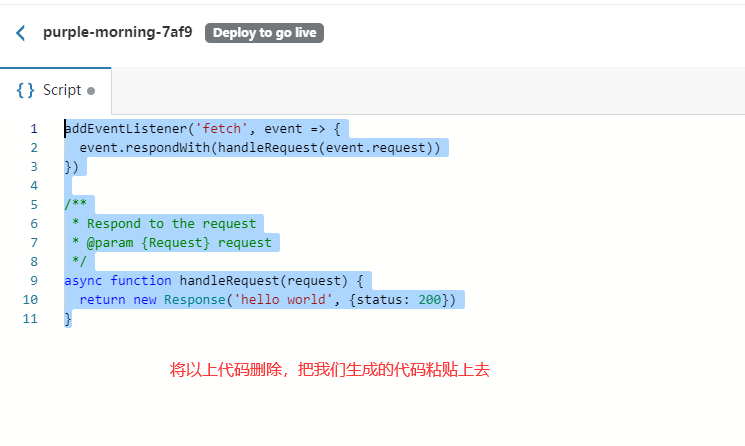 purple-morning-7af9 Deploy to go live
{} Script
1 addEventListener('fetch', event => {
2   event.respondWith(handleRequest(event.request))
3 })
4
5 /**
6  * Respond to the request
7  * @param {Request} request
8  */
9 async function handleRequest(request) {
10   return new Response('hello world', {status: 200})
11 }
将以上代码删除，把我们生成的代码粘贴上去